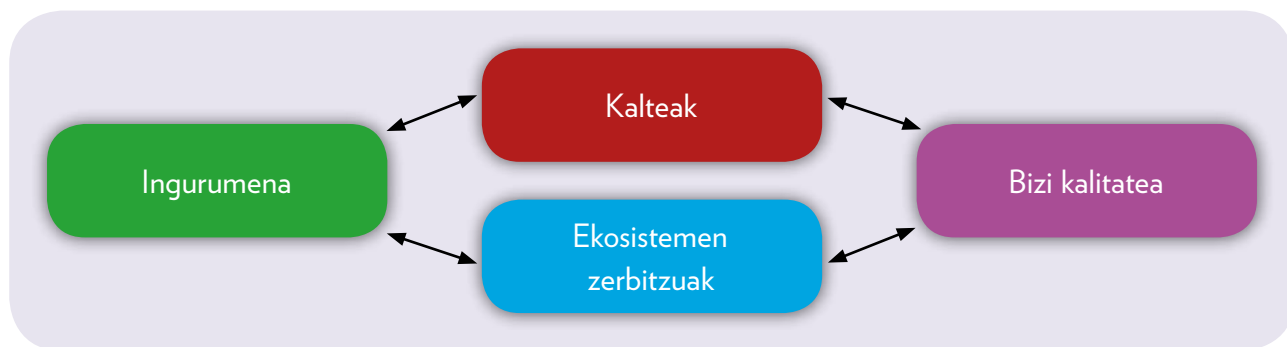 Kalteak
Ingurumena
Bizi kalitatea
Ekosistemen
zerbitzuak